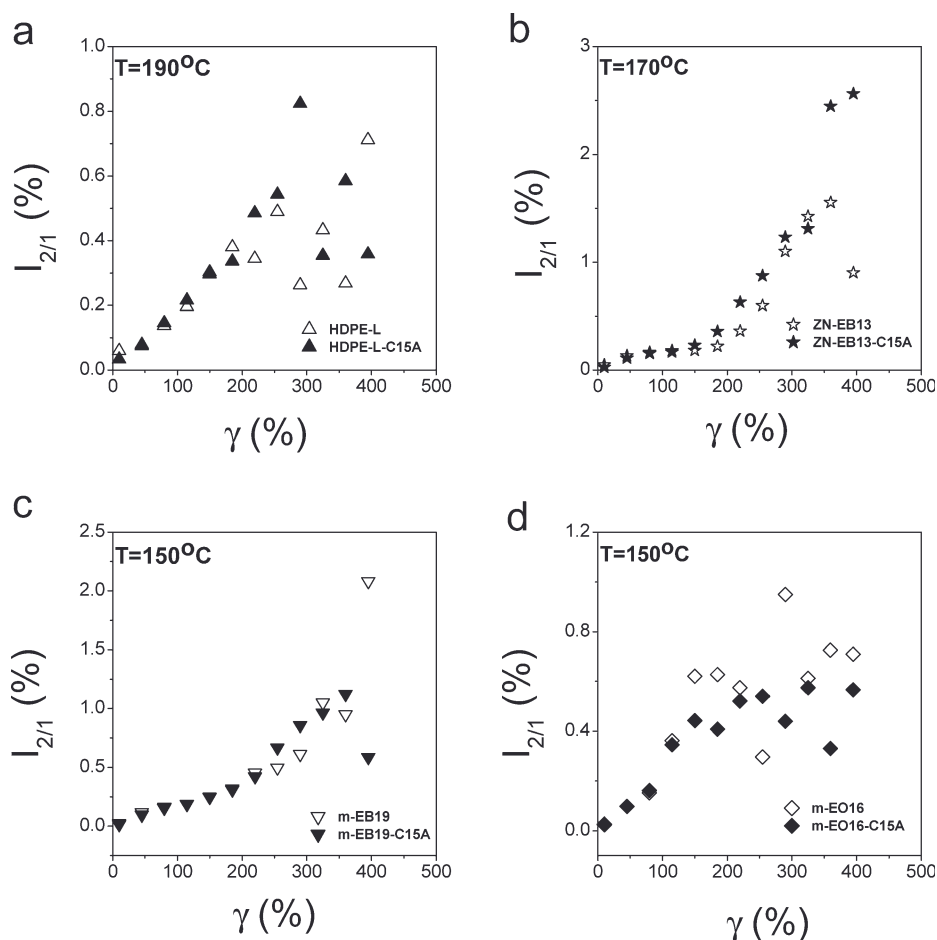 a
T=190°C
1.0
0.8
0.6
0.4
0.2
0.0
I2/1 (%)
HDPE-L
HDPE-L-C15A
0 100 200 300 400 500
γ (%)
b
T=170°C
3
2
1
0
I2/1 (%)
ZN-EB13
ZN-EB13-C15A
0 100 200 300 400 500
γ (%)
c
T=150°C
2.5
2.0
1.5
1.0
0.5
0.0
I2/1 (%)
m-EB19
m-EB19-C15A
0 100 200 300 400 500
γ (%)
d
T=150°C
1.2
0.8
0.4
0.0
I2/1 (%)
m-EO16
m-EO16-C15A
0 100 200 300 400 500
γ (%)